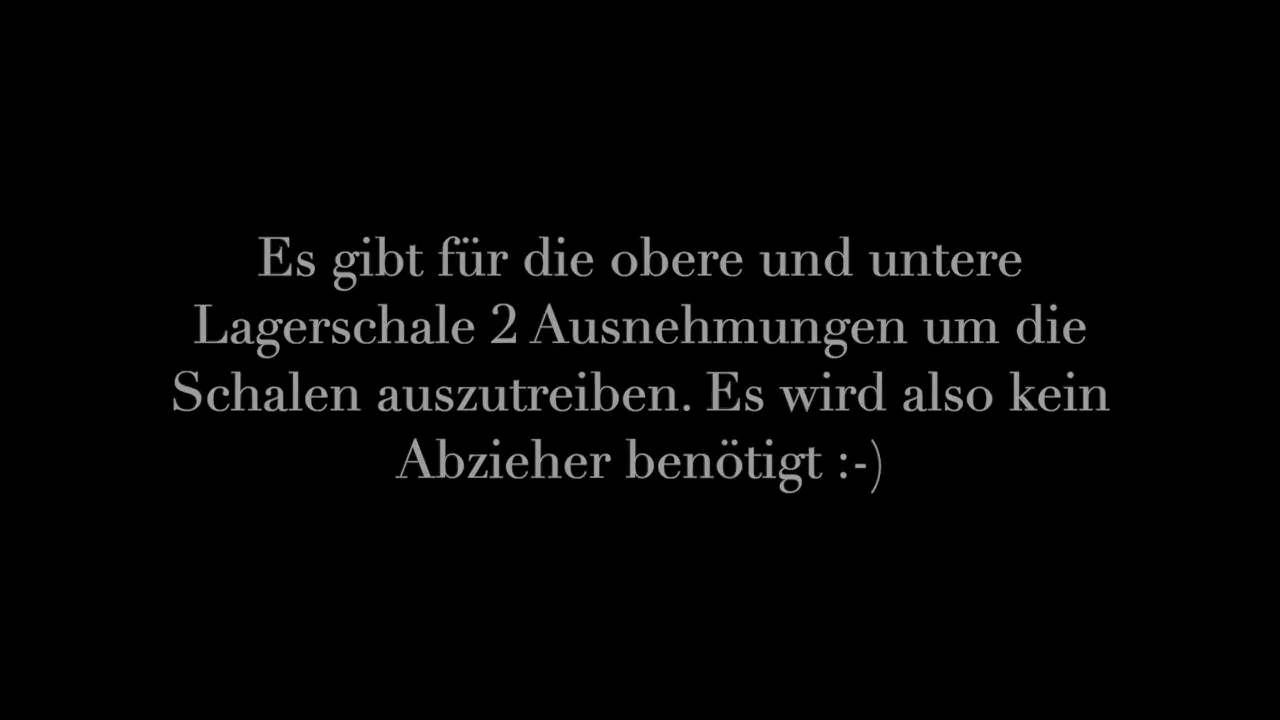 Es gibt für die obere und untere
Lagerschale 2 Ausnehmungen um die
Schalen auszutreiben. Es wird also kein
Abzieher benötigt :-)